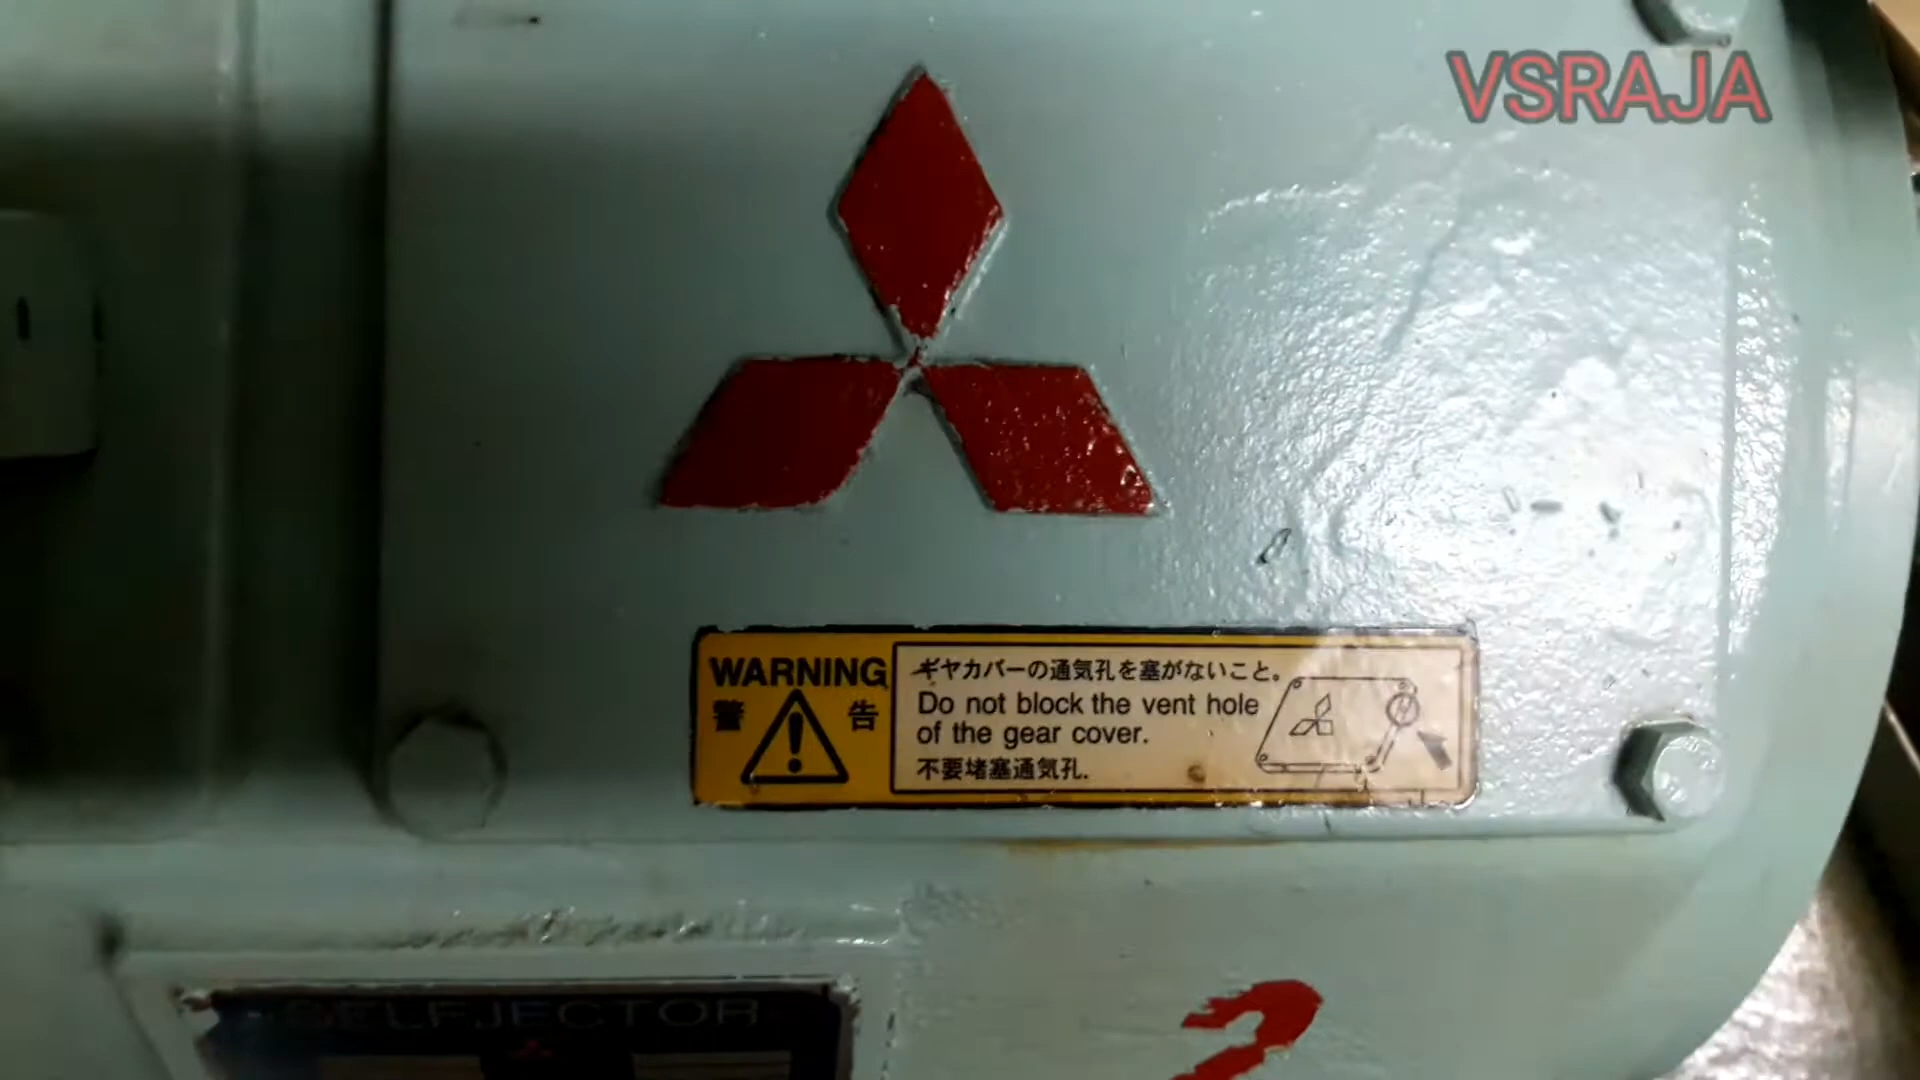 VSRAJA
WARNING
警 告
ギヤカバーの通気孔を塞がないこと。
Do not block the vent hole
of the gear cover.
不要堵塞通気孔.
SELFJECTOR
2